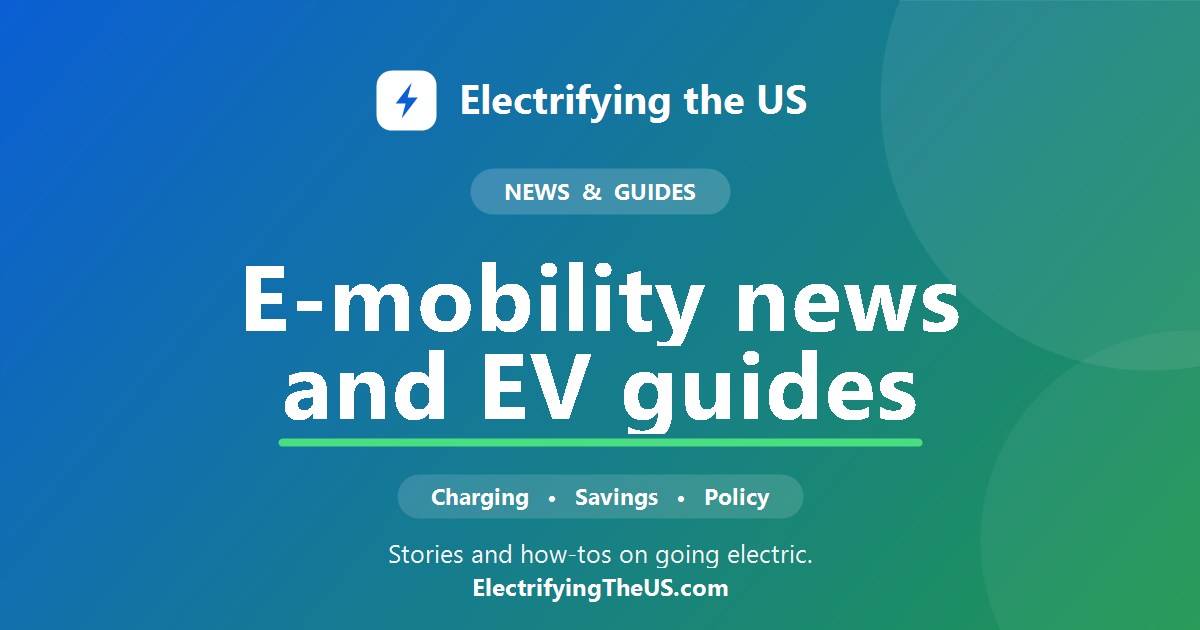 Electrifying the US
NEWS & GUIDES
E-mobility news
and EV guides
Charging • Savings • Policy
Stories and how-tos on going electric.
ElectrifyingTheUS.com